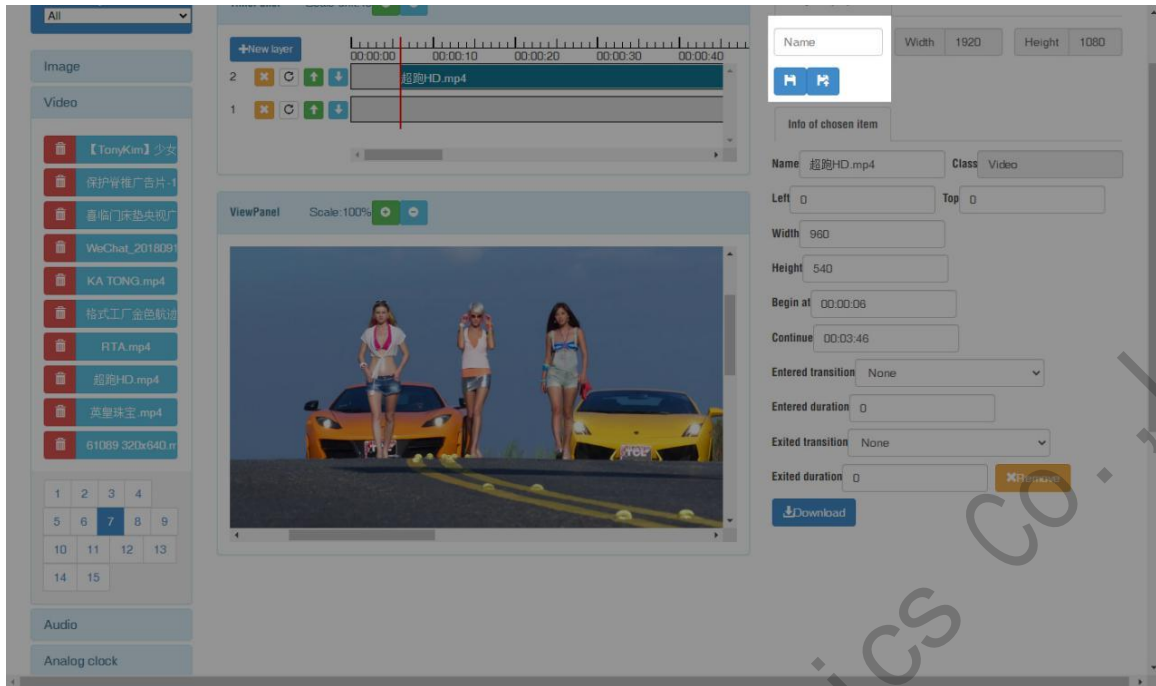 All
+New layer
00:00:00 00:00:10 00:00:20 00:00:30 00:00:40
2 超跑HD.mp4
1
Image
Video
【TonyKim】少女
保护脊椎广告片-1
喜临门床垫央视广
WeChat_2018091
KA TONG.mp4
格式工厂金色航迹
RTA.mp4
超跑HD.mp4
英皇珠宝.mp4
61089 320x640.m
1 2 3 4
5 6 7 8 9
10 11 12 13
14 15
Audio
Analog clock
ViewPanel Scale:100%
TCL
Name Width 1920 Height 1080
Info of chosen item
Name 超跑HD.mp4 Class Video
Left 0 Top 0
Width 960
Height 540
Begin at 00:00:06
Continue 00:03:46
Entered transition None
Entered duration 0
Exited transition None
Exited duration 0 Remove
Download
ics Co.,